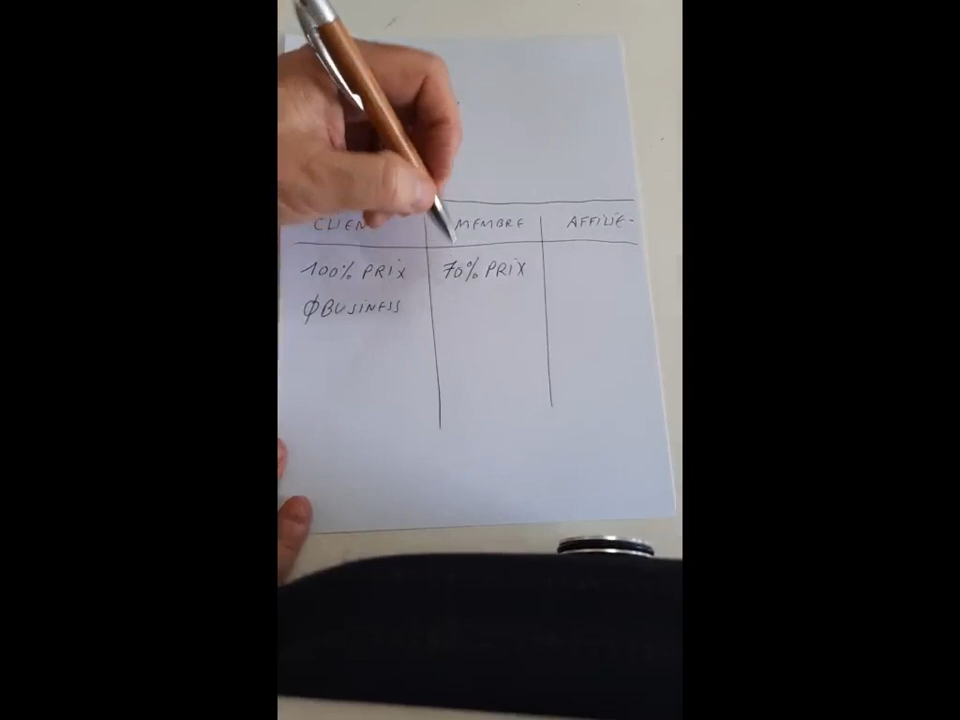 CLIEN MEMBRE AFFILIÉ-
100% PRIX 70% PRIX
ØBUSINESS